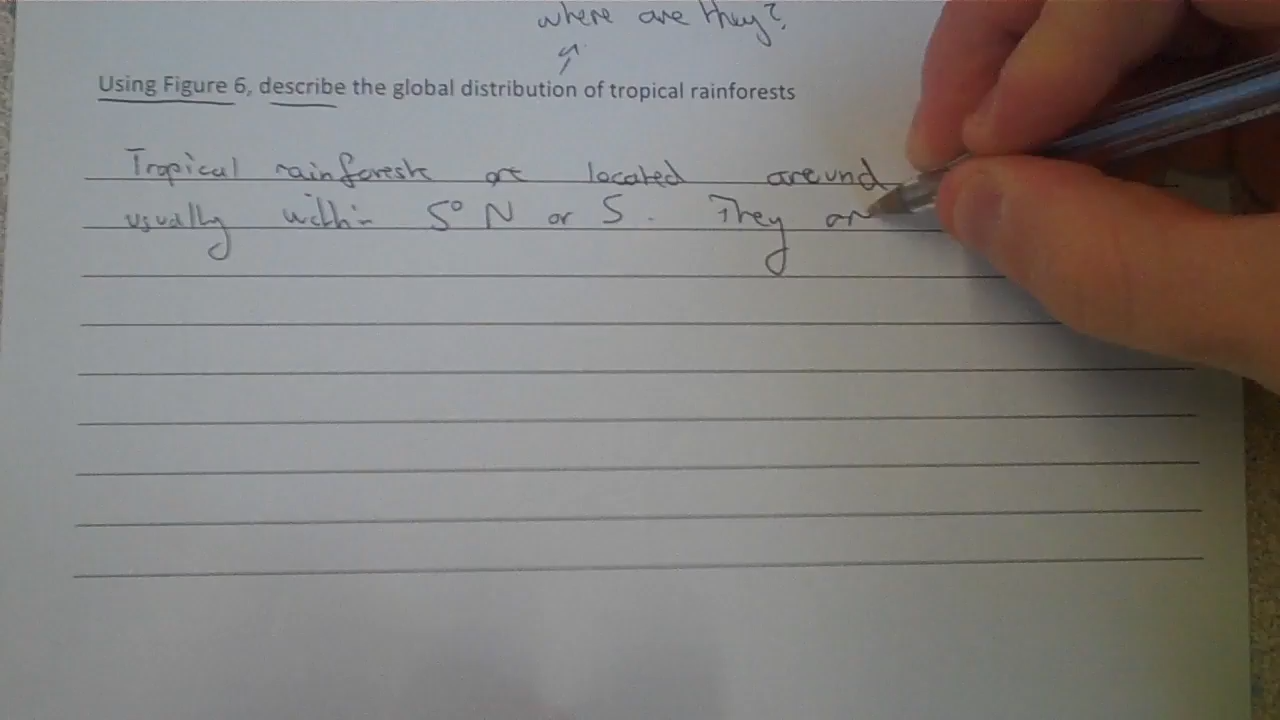 where are they?
Using Figure 6, describe the global distribution of tropical rainforests
Tropical rainforests are located around
usually within 5° N or S. They are